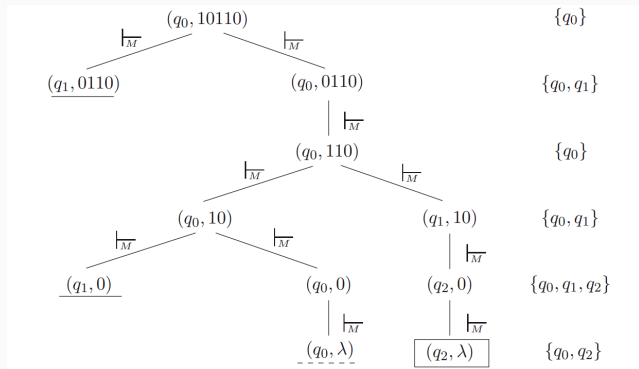 (q₀, 10110) {q₀}
⊢M ⊢M
(q₁, 0110) (q₀, 0110) {q₀, q₁}
⊢M
(q₀, 110) {q₀}
⊢M ⊢M
(q₀, 10) (q₁, 10) {q₀, q₁}
⊢M ⊢M ⊢M
(q₁, 0) (q₀, 0) (q₂, 0) {q₀, q₁, q₂}
⊢M ⊢M
(q₀, λ) (q₂, λ) {q₀, q₂}